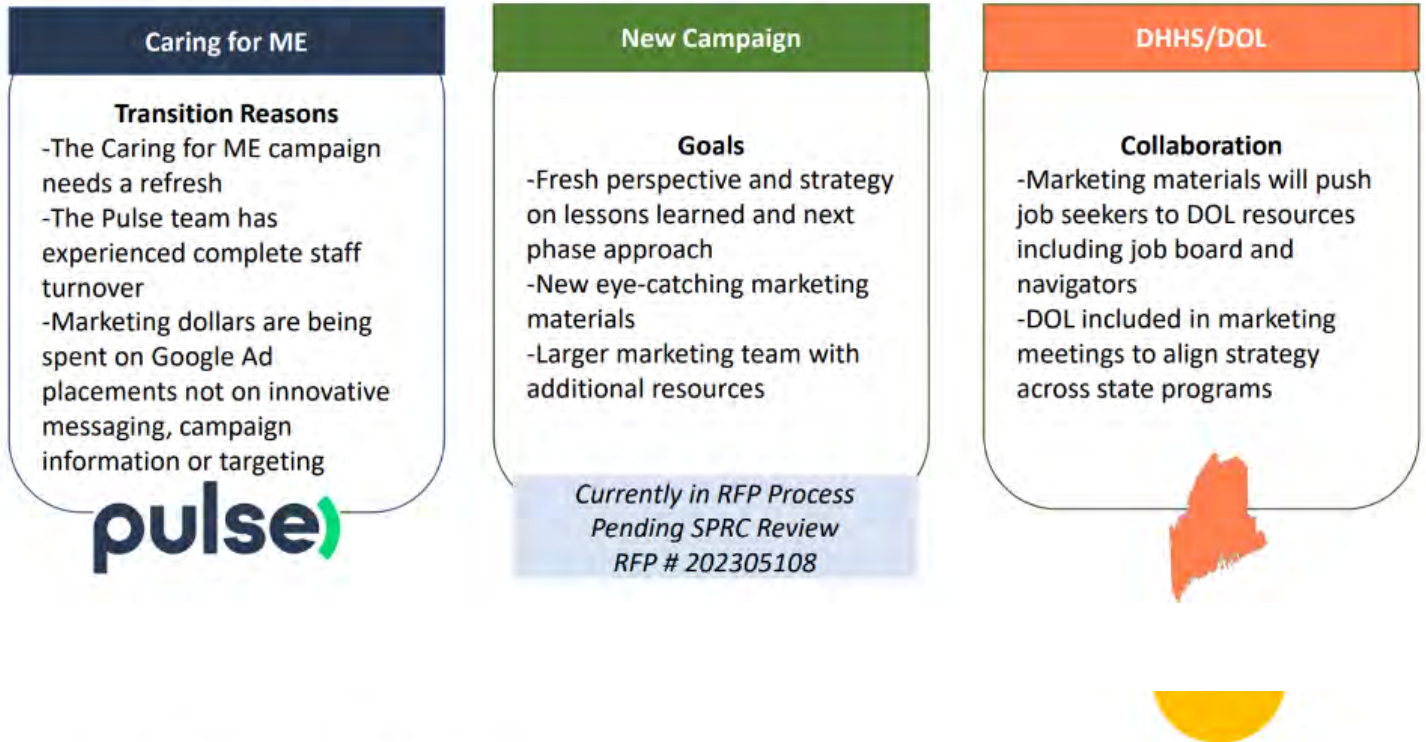 Caring for ME
Transition Reasons
-The Caring for ME campaign
needs a refresh
-The Pulse team has
experienced complete staff
turnover
-Marketing dollars are being
spent on Google Ad
placements not on innovative
messaging, campaign
information or targeting
pulse
New Campaign
Goals
-Fresh perspective and strategy
on lessons learned and next
phase approach
-New eye-catching marketing
materials
-Larger marketing team with
additional resources
Currently in RFP Process
Pending SPRC Review
RFP # 202305108
DHHS/DOL
Collaboration
-Marketing materials will push
job seekers to DOL resources
including job board and
navigators
-DOL included in marketing
meetings to align strategy
across state programs